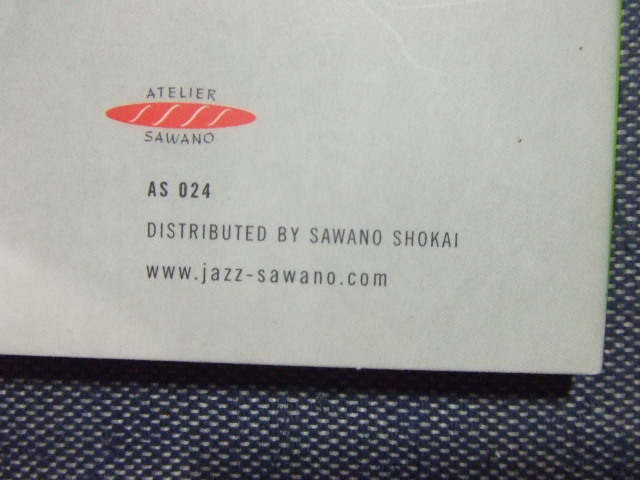 ATELIER
SAWANO
AS 024
DISTRIBUTED BY SAWANO SHOKAI
www.jazz-sawano.com